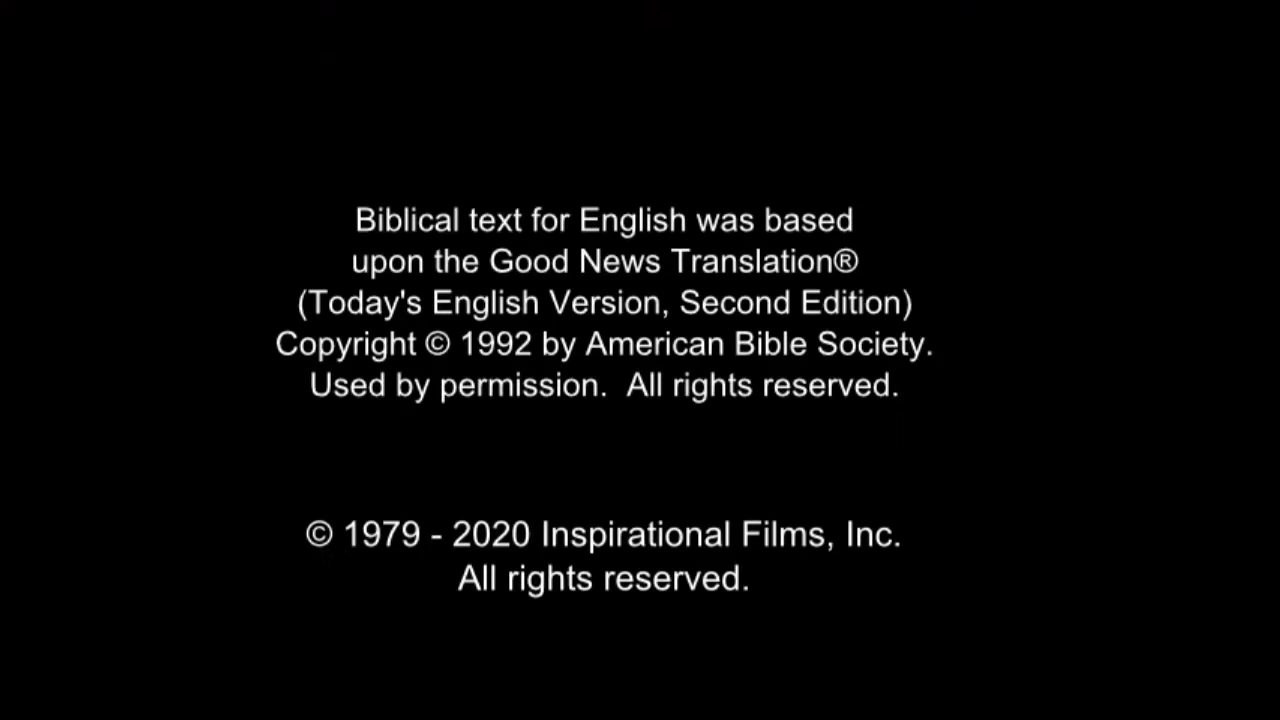 Biblical text for English was based
upon the Good News Translation®
(Today's English Version, Second Edition)
Copyright © 1992 by American Bible Society.
Used by permission.  All rights reserved.
© 1979 - 2020 Inspirational Films, Inc.
All rights reserved.